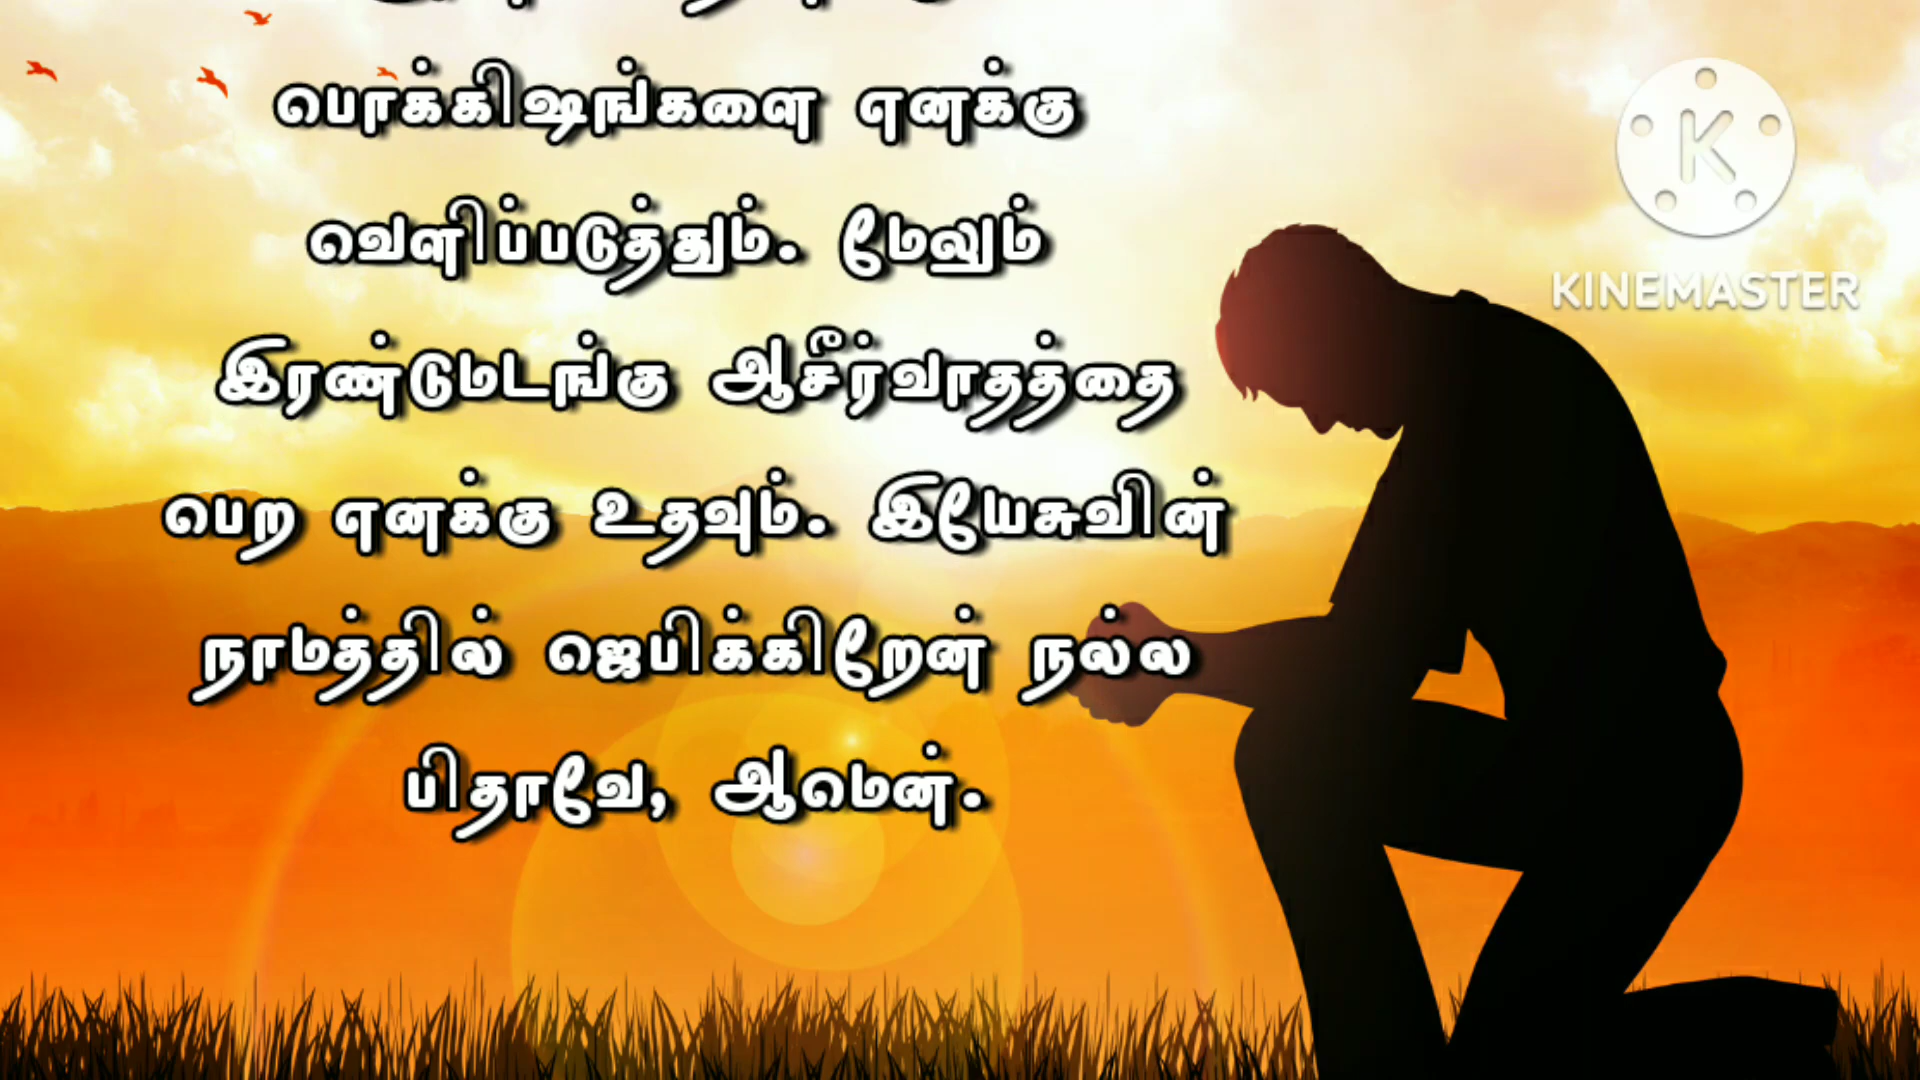 பொக்கிஷங்களை எனக்கு
வெளிப்படுத்தும். மேலும்
இரண்டுமடங்கு ஆசீர்வாதத்தை
பெற எனக்கு உதவும். இயேசுவின்
நாமத்தில் ஜெபிக்கிறேன் நல்ல
பிதாவே, ஆமென்.
K
KINEMASTER